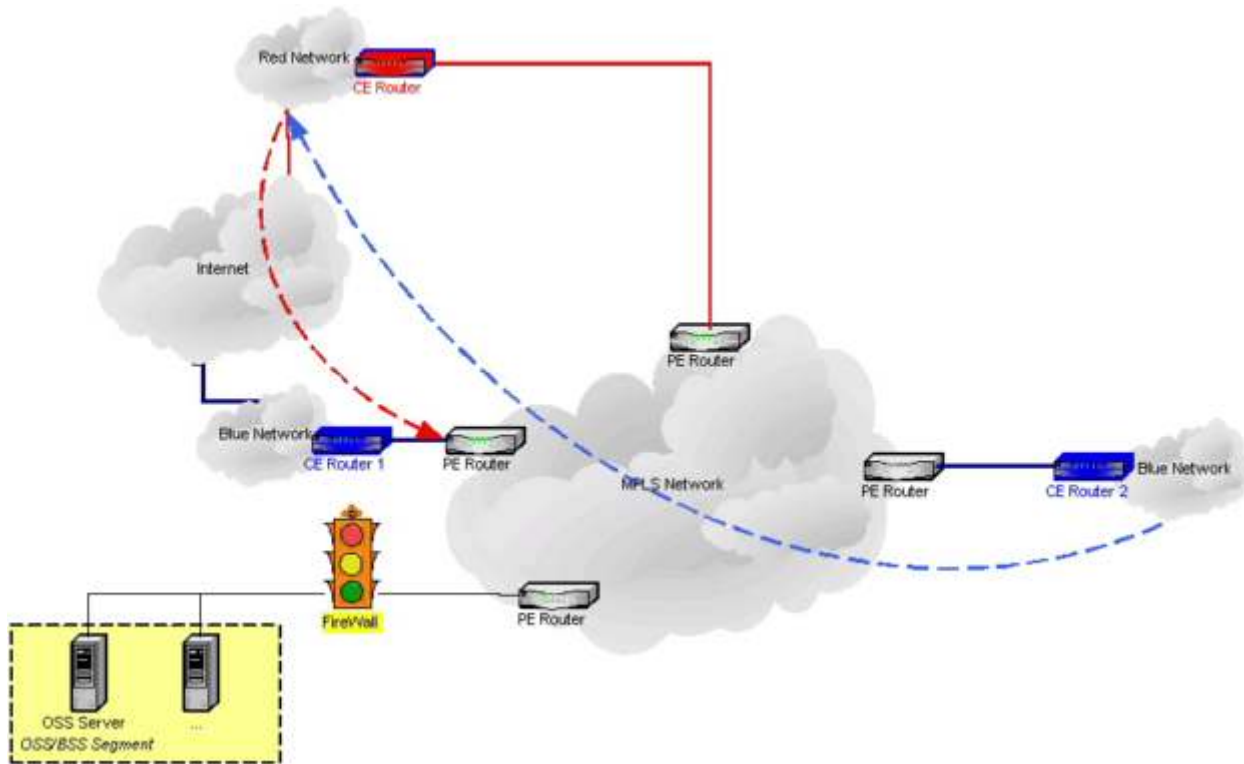 Red Network
CE Router
Internet
PE Router
Blue Network
CE Router 1
PE Router
MPLS Network
PE Router
CE Router 2
Blue Network
FireWall
PE Router
OSS Server
...
OSS/BSS Segment